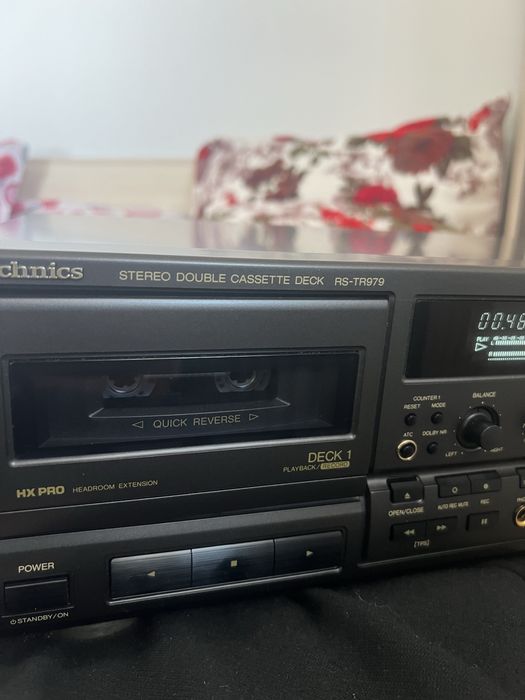 chnics STEREO DOUBLE CASSETTE DECK RS-TR979
00.46
PLAY
COUNTER 1
BALANCE
RESET MODE
◁ QUICK REVERSE ▷
ATC DOLBY NR
LEFT RIGHT
DECK 1
PLAYBACK/RECORD
HX PRO HEADROOM EXTENSION
OPEN/CLOSE AUTO REC MUTE REC
[TPS]
POWER
STANDBY/ON